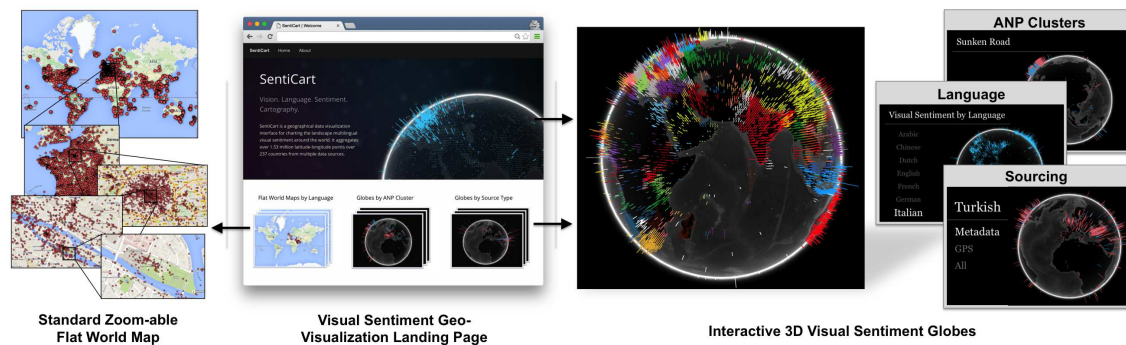 SentiCart | Welcome
SentiCart Home About
SentiCart
Vision. Language. Sentiment.
Cartography.
SentiCart is a geographical data visualization
interface for charting the landscape multilingual
visual sentiment around the world. It aggregates
over 1.53 million latitude-longitude points over
237 countries from multiple data sources.
Flat World Maps by Language
Globes by ANP Cluster
Globes by Source Type
ANP Clusters
Sunken Road
Language
Visual Sentiment by Language
Arabic
Chinese
Dutch
English
French
German
Italian
Sourcing
Turkish
Metadata
GPS
All
Standard Zoom-able
Flat World Map
Visual Sentiment Geo-
Visualization Landing Page
Interactive 3D Visual Sentiment Globes